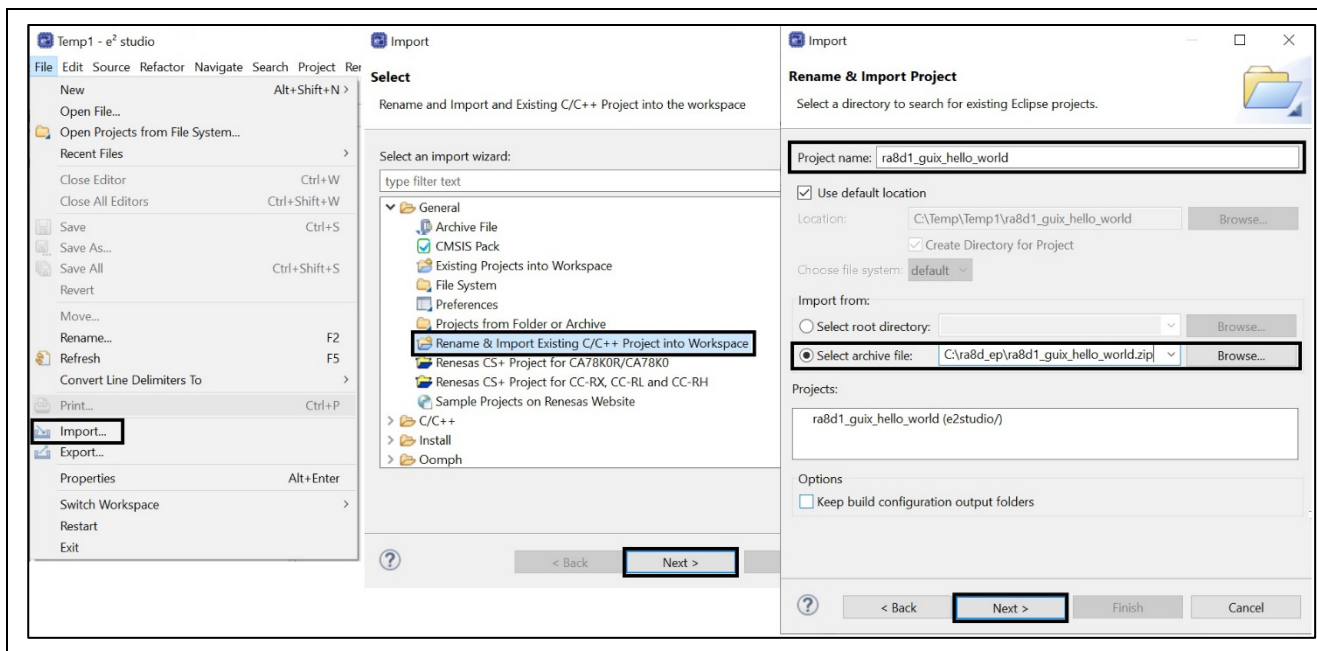 Temp1 - e² studio
File Edit Source Refactor Navigate Search Project
New Alt+Shift+N >
Open File...
Open Projects from File System...
Recent Files >
Close Editor Ctrl+W
Close All Editors Ctrl+Shift+W
Save Ctrl+S
Save As...
Save All Ctrl+Shift+S
Revert
Move...
Rename... F2
Refresh F5
Convert Line Delimiters To >
Print... Ctrl+P
Import...
Export...
Properties Alt+Enter
Switch Workspace >
Restart
Exit
Import
Select
Rename and Import and Existing C/C++ Project into the workspace
Select an import wizard:
type filter text
General
Archive File
CMSIS Pack
Existing Projects into Workspace
File System
Preferences
Projects from Folder or Archive
Rename & Import Existing C/C++ Project into Workspace
Renesas CS+ Project for CA78K0R/CA78K0
Renesas CS+ Project for CC-RX, CC-RL and CC-RH
Sample Projects on Renesas Website
> C/C++
> Install
> Oomph
? < Back Next >
Import
Rename & Import Project
Select a directory to search for existing Eclipse projects.
Project name: ra8d1_guix_hello_world
Use default location
Location: C:\Temp\Temp1\ra8d1_guix_hello_world Browse...
Create Directory for Project
Choose file system: default
Import from:
Select root directory: Browse...
Select archive file: C:\ra8d_ep\ra8d1_guix_hello_world.zip Browse...
Projects:
ra8d1_guix_hello_world (e2studio/)
Options
Keep build configuration output folders
? < Back Next > Finish Cancel